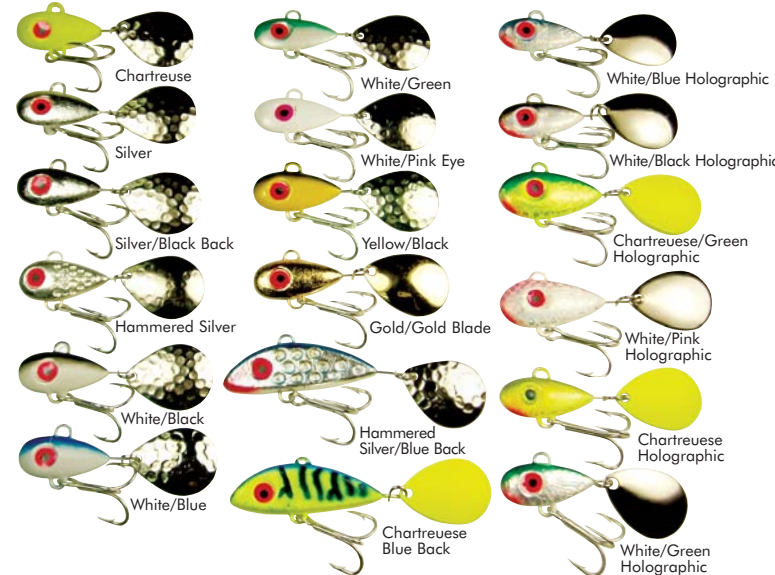 Chartreuse
Silver
Silver/Black Back
Hammered Silver
White/Black
White/Blue
White/Green
White/Pink Eye
Yellow/Black
Gold/Gold Blade
Hammered
Silver/Blue Back
Chartreuese
Blue Back
White/Blue Holographic
White/Black Holographic
Chartreuese/Green
Holographic
White/Pink
Holographic
Chartreuese
Holographic
White/Green
Holographic